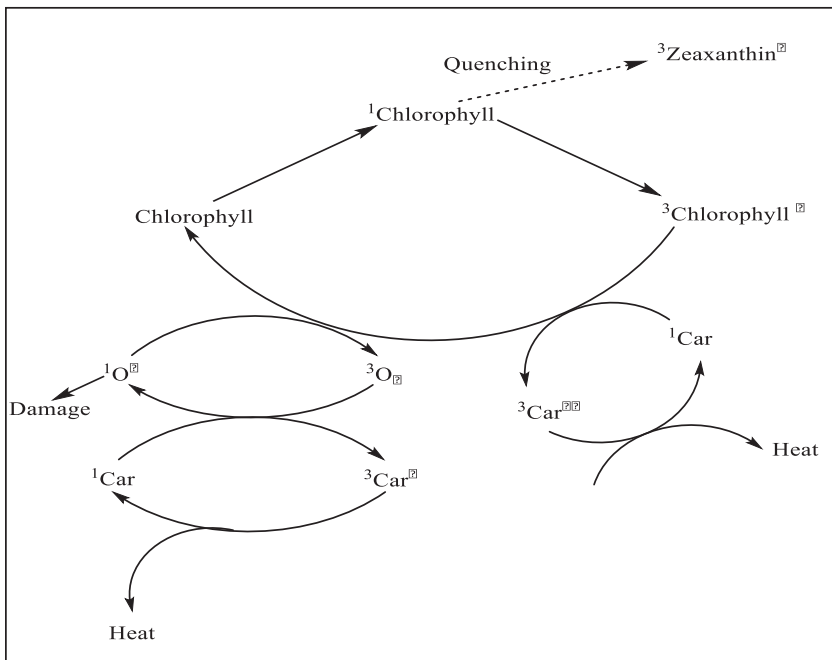 ³Zeaxanthin⍰
Quenching
¹Chlorophyll
Chlorophyll
³Chlorophyll ⍰
¹Car
¹O⍰
³O⍰
Damage
³Car⍰⍰
Heat
¹Car
³Car⍰
Heat